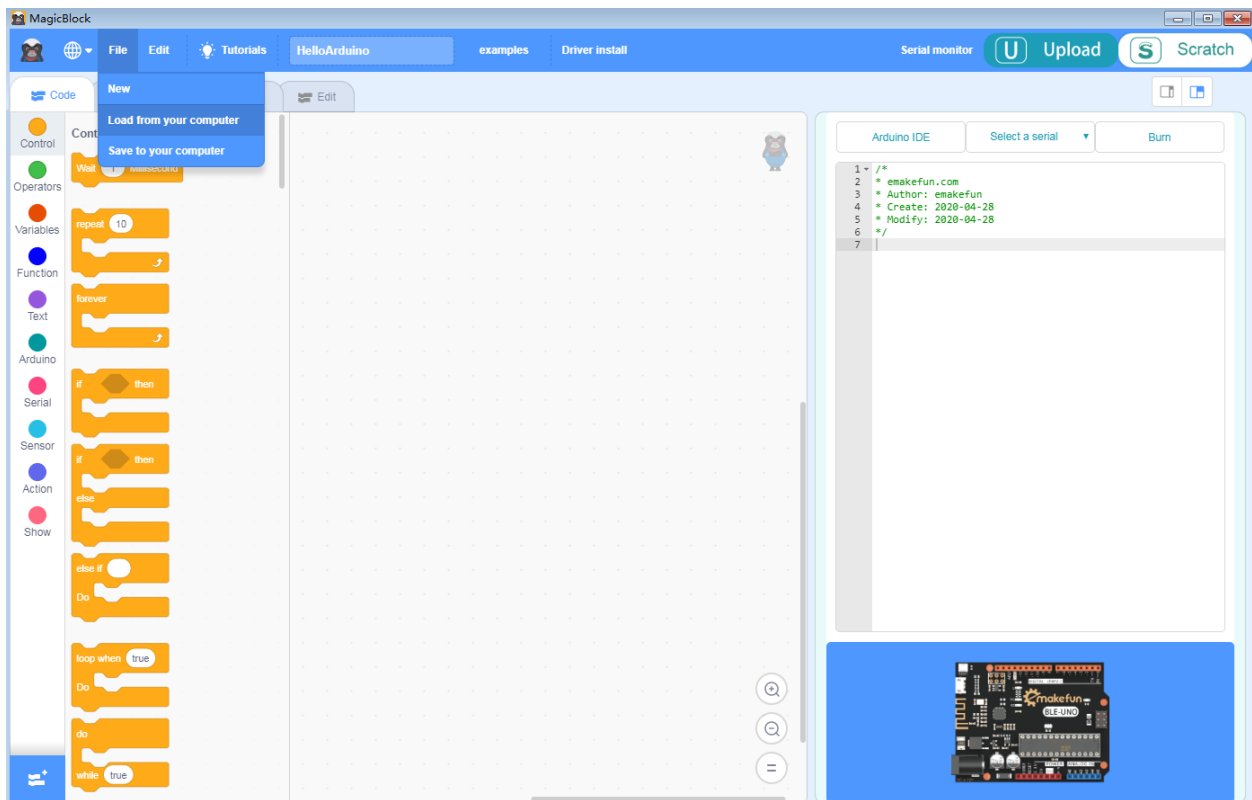 MagicBlock
File Edit Tutorials HelloArduino examples Driver install Serial monitor U Upload S Scratch
New
Load from your computer
Save to your computer
Code
Edit
Control
Operators
Variables
Function
Text
Arduino
Serial
Sensor
Action
Show
Cont
Wait 1 Millisecond
repeat 10
forever
if then
if then
else
else if
Do
loop when true
Do
do
while true
Arduino IDE Select a serial Burn
1 /*
2 * emakefun.com
3 * Author: emakefun
4 * Create: 2020-04-28
5 * Modify: 2020-04-28
6 */
7
emakefun
BLE-UNO
POWER